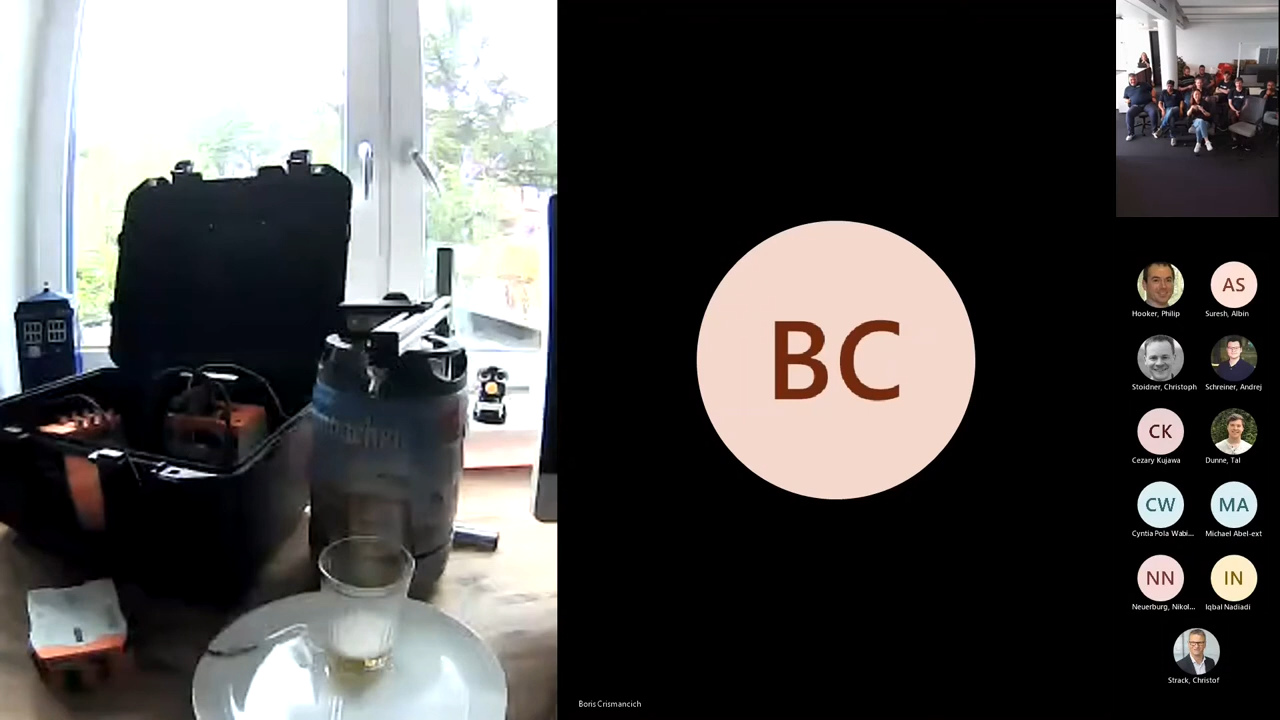 BC
Boris Crismancich
Hooker, Philip
AS
Suresh, Albin
Stoidner, Christoph
Schreiner, Andrej
CK
Cezary Kujawa
Dunne, Tal
CW
Cyntia Pola Wabi...
MA
Michael Abel-ext
NN
Neuerburg, Nikol...
IN
Iqbal Nadiadi
Strack, Christof